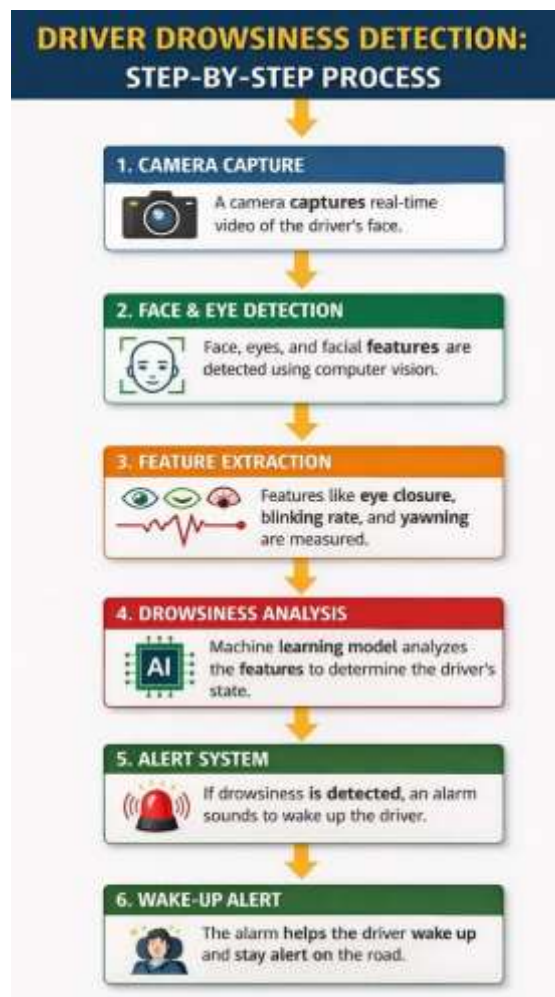 DRIVER DROWSINESS DETECTION:
STEP-BY-STEP PROCESS
1. CAMERA CAPTURE
A camera captures real-time
video of the driver's face.
2. FACE & EYE DETECTION
Face, eyes, and facial features are
detected using computer vision.
3. FEATURE EXTRACTION
Features like eye closure,
blinking rate, and yawning
are measured.
4. DROWSINESS ANALYSIS
AI
Machine learning model analyzes
the features to determine the driver's
state.
5. ALERT SYSTEM
If drowsiness is detected, an alarm
sounds to wake up the driver.
6. WAKE-UP ALERT
The alarm helps the driver wake up
and stay alert on the road.